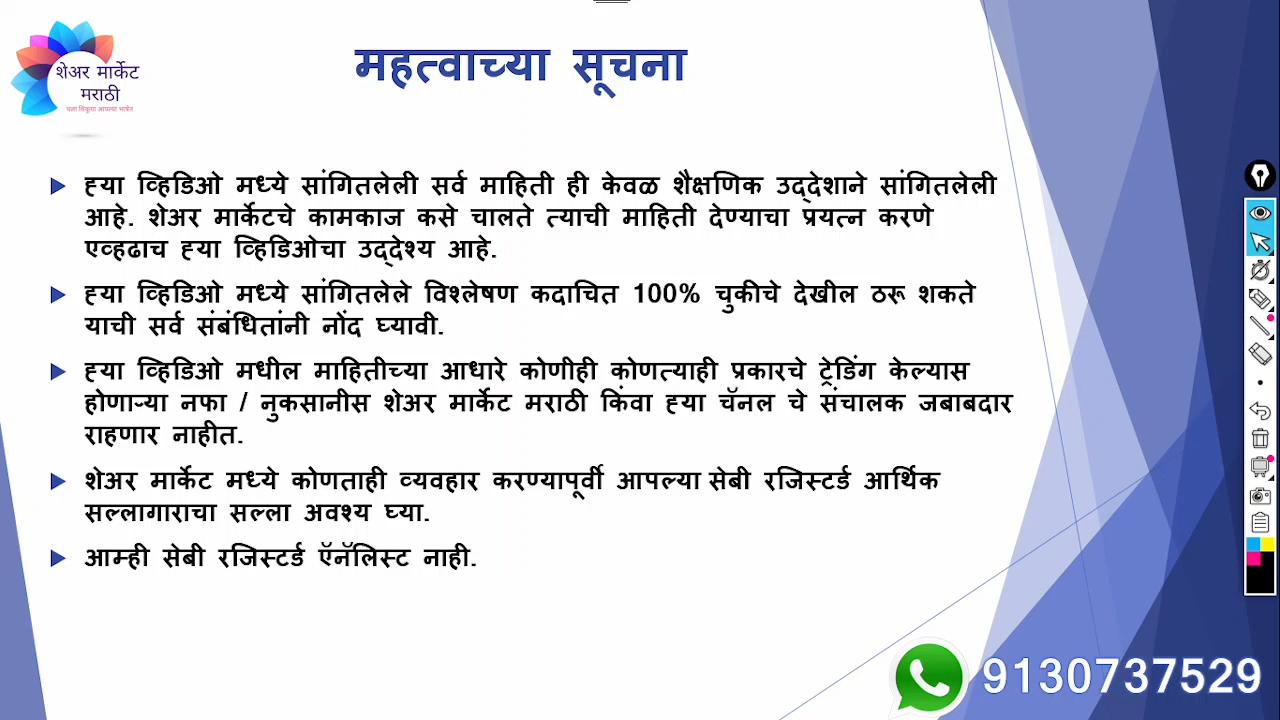 शेअर मार्केट
मराठी
चला शिकूया आपल्या भाषेत
महत्वाच्या सूचना
ह्या व्हिडिओ मध्ये सांगितलेली सर्व माहिती ही केवळ शैक्षणिक उद्देशाने सांगितलेली
आहे. शेअर मार्केटचे कामकाज कसे चालते त्याची माहिती देण्याचा प्रयत्न करणे
एव्हढाच ह्या व्हिडिओचा उद्देश्य आहे.
ह्या व्हिडिओ मध्ये सांगितलेले विश्लेषण कदाचित 100% चुकीचे देखील ठरू शकते
याची सर्व संबंधितांनी नोंद घ्यावी.
ह्या व्हिडिओ मधील माहितीच्या आधारे कोणीही कोणत्याही प्रकारचे ट्रेडिंग केल्यास
होणाऱ्या नफा / नुकसानीस शेअर मार्केट मराठी किंवा ह्या चॅनल चे संचालक जबाबदार
राहणार नाहीत.
शेअर मार्केट मध्ये कोणताही व्यवहार करण्यापूर्वी आपल्या सेबी रजिस्टर्ड आर्थिक
सल्लागाराचा सल्ला अवश्य घ्या.
आम्ही सेबी रजिस्टर्ड ऍनॅलिस्ट नाही.
9130737529